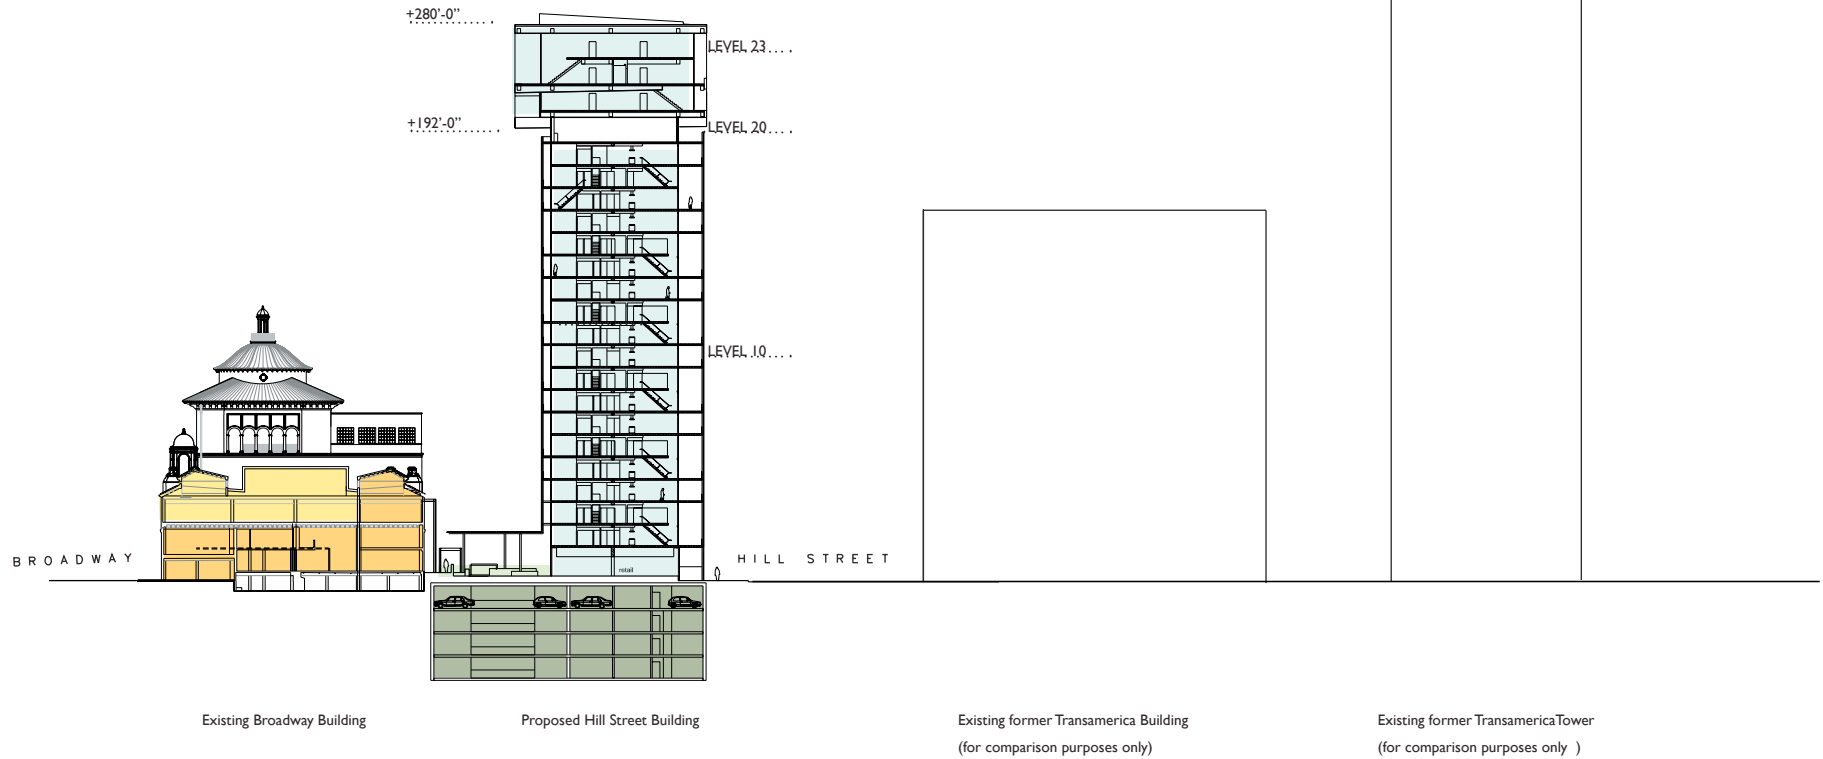 +280'-0"
LEVEL 23
+192'-0"
LEVEL 20
LEVEL 10
BROADWAY
HILL STREET
retail
Existing Broadway Building
Proposed Hill Street Building
Existing former Transamerica Building
(for comparison purposes only)
Existing former TransamericaTower
(for comparison purposes only )